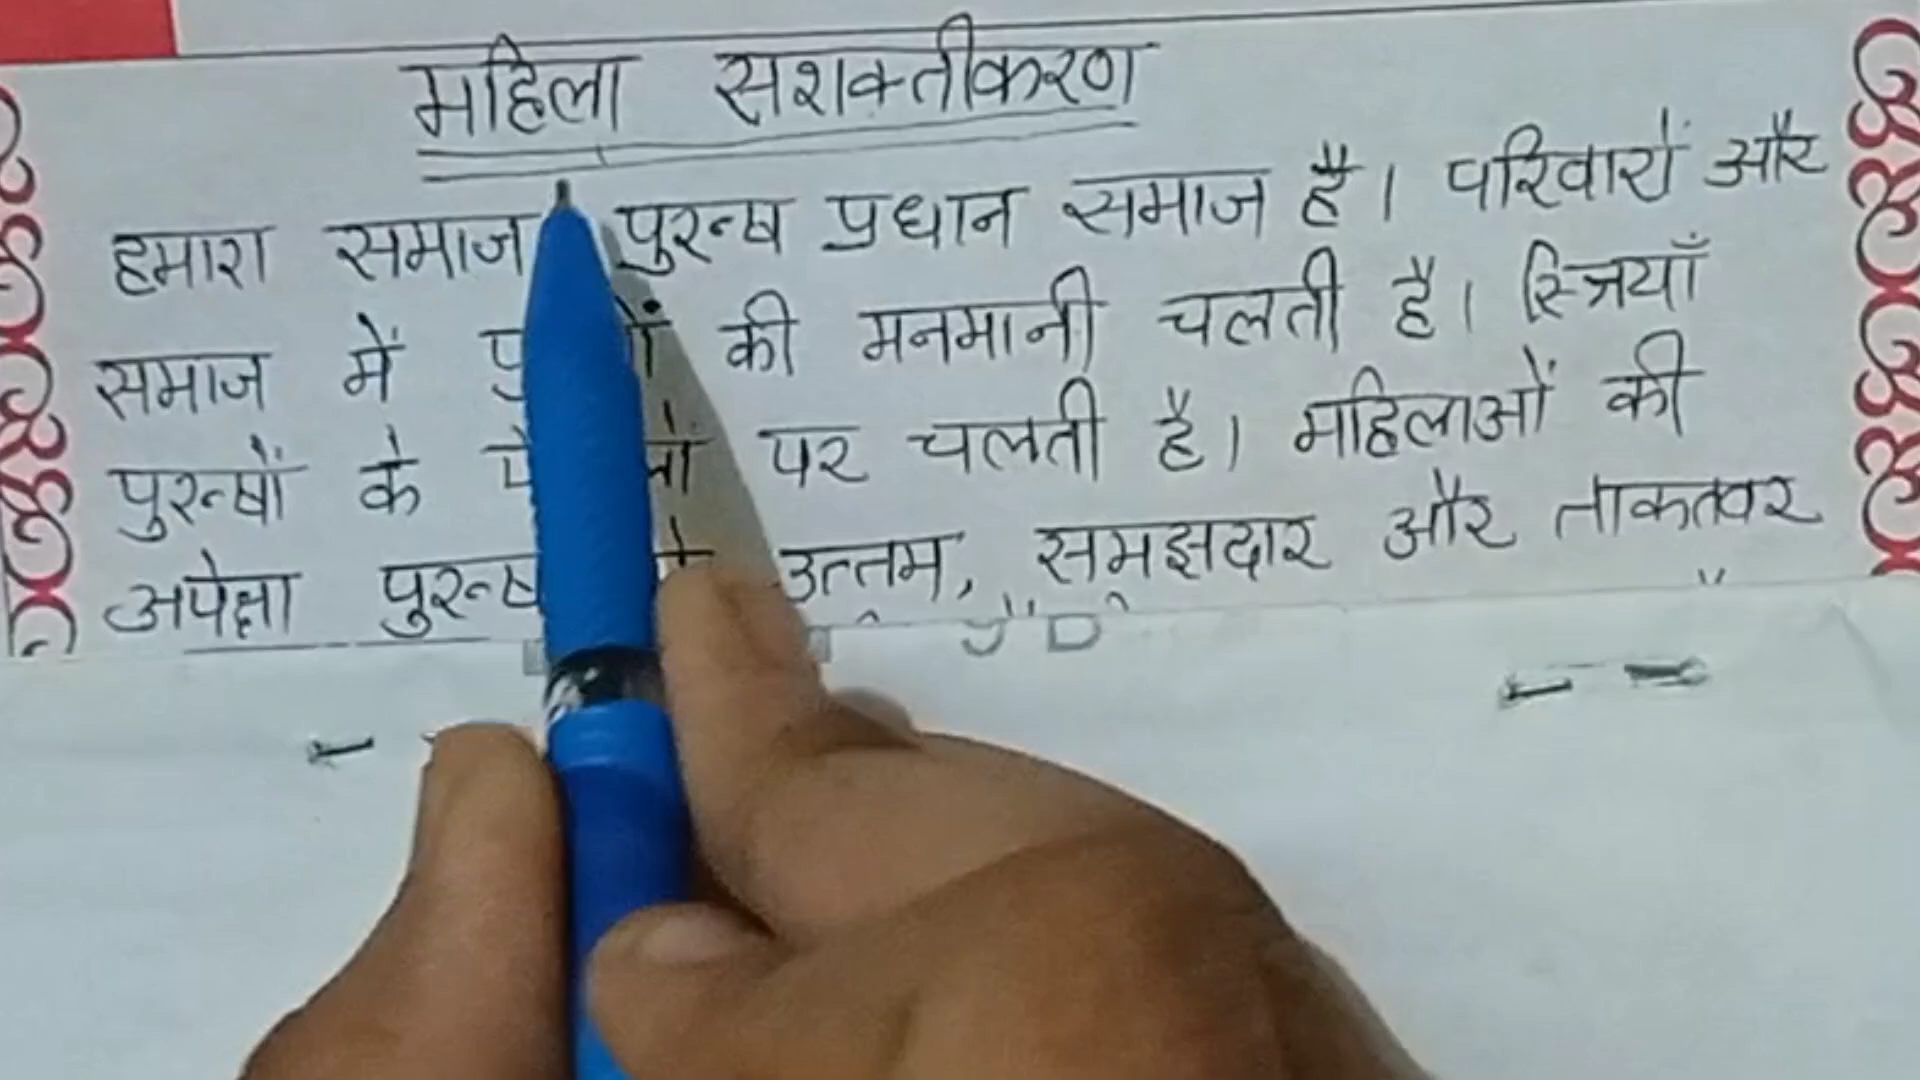 महिला सशक्तीकरण
हमारा समाज पुरुष प्रधान समाज है। परिवारों और
समाज में की मनमानी चलती है। स्त्रियाँ
पुरुषों के पर चलती है। महिलाओं की
अपेक्षा पुरुष उत्तम, समझदार और ताकतवर